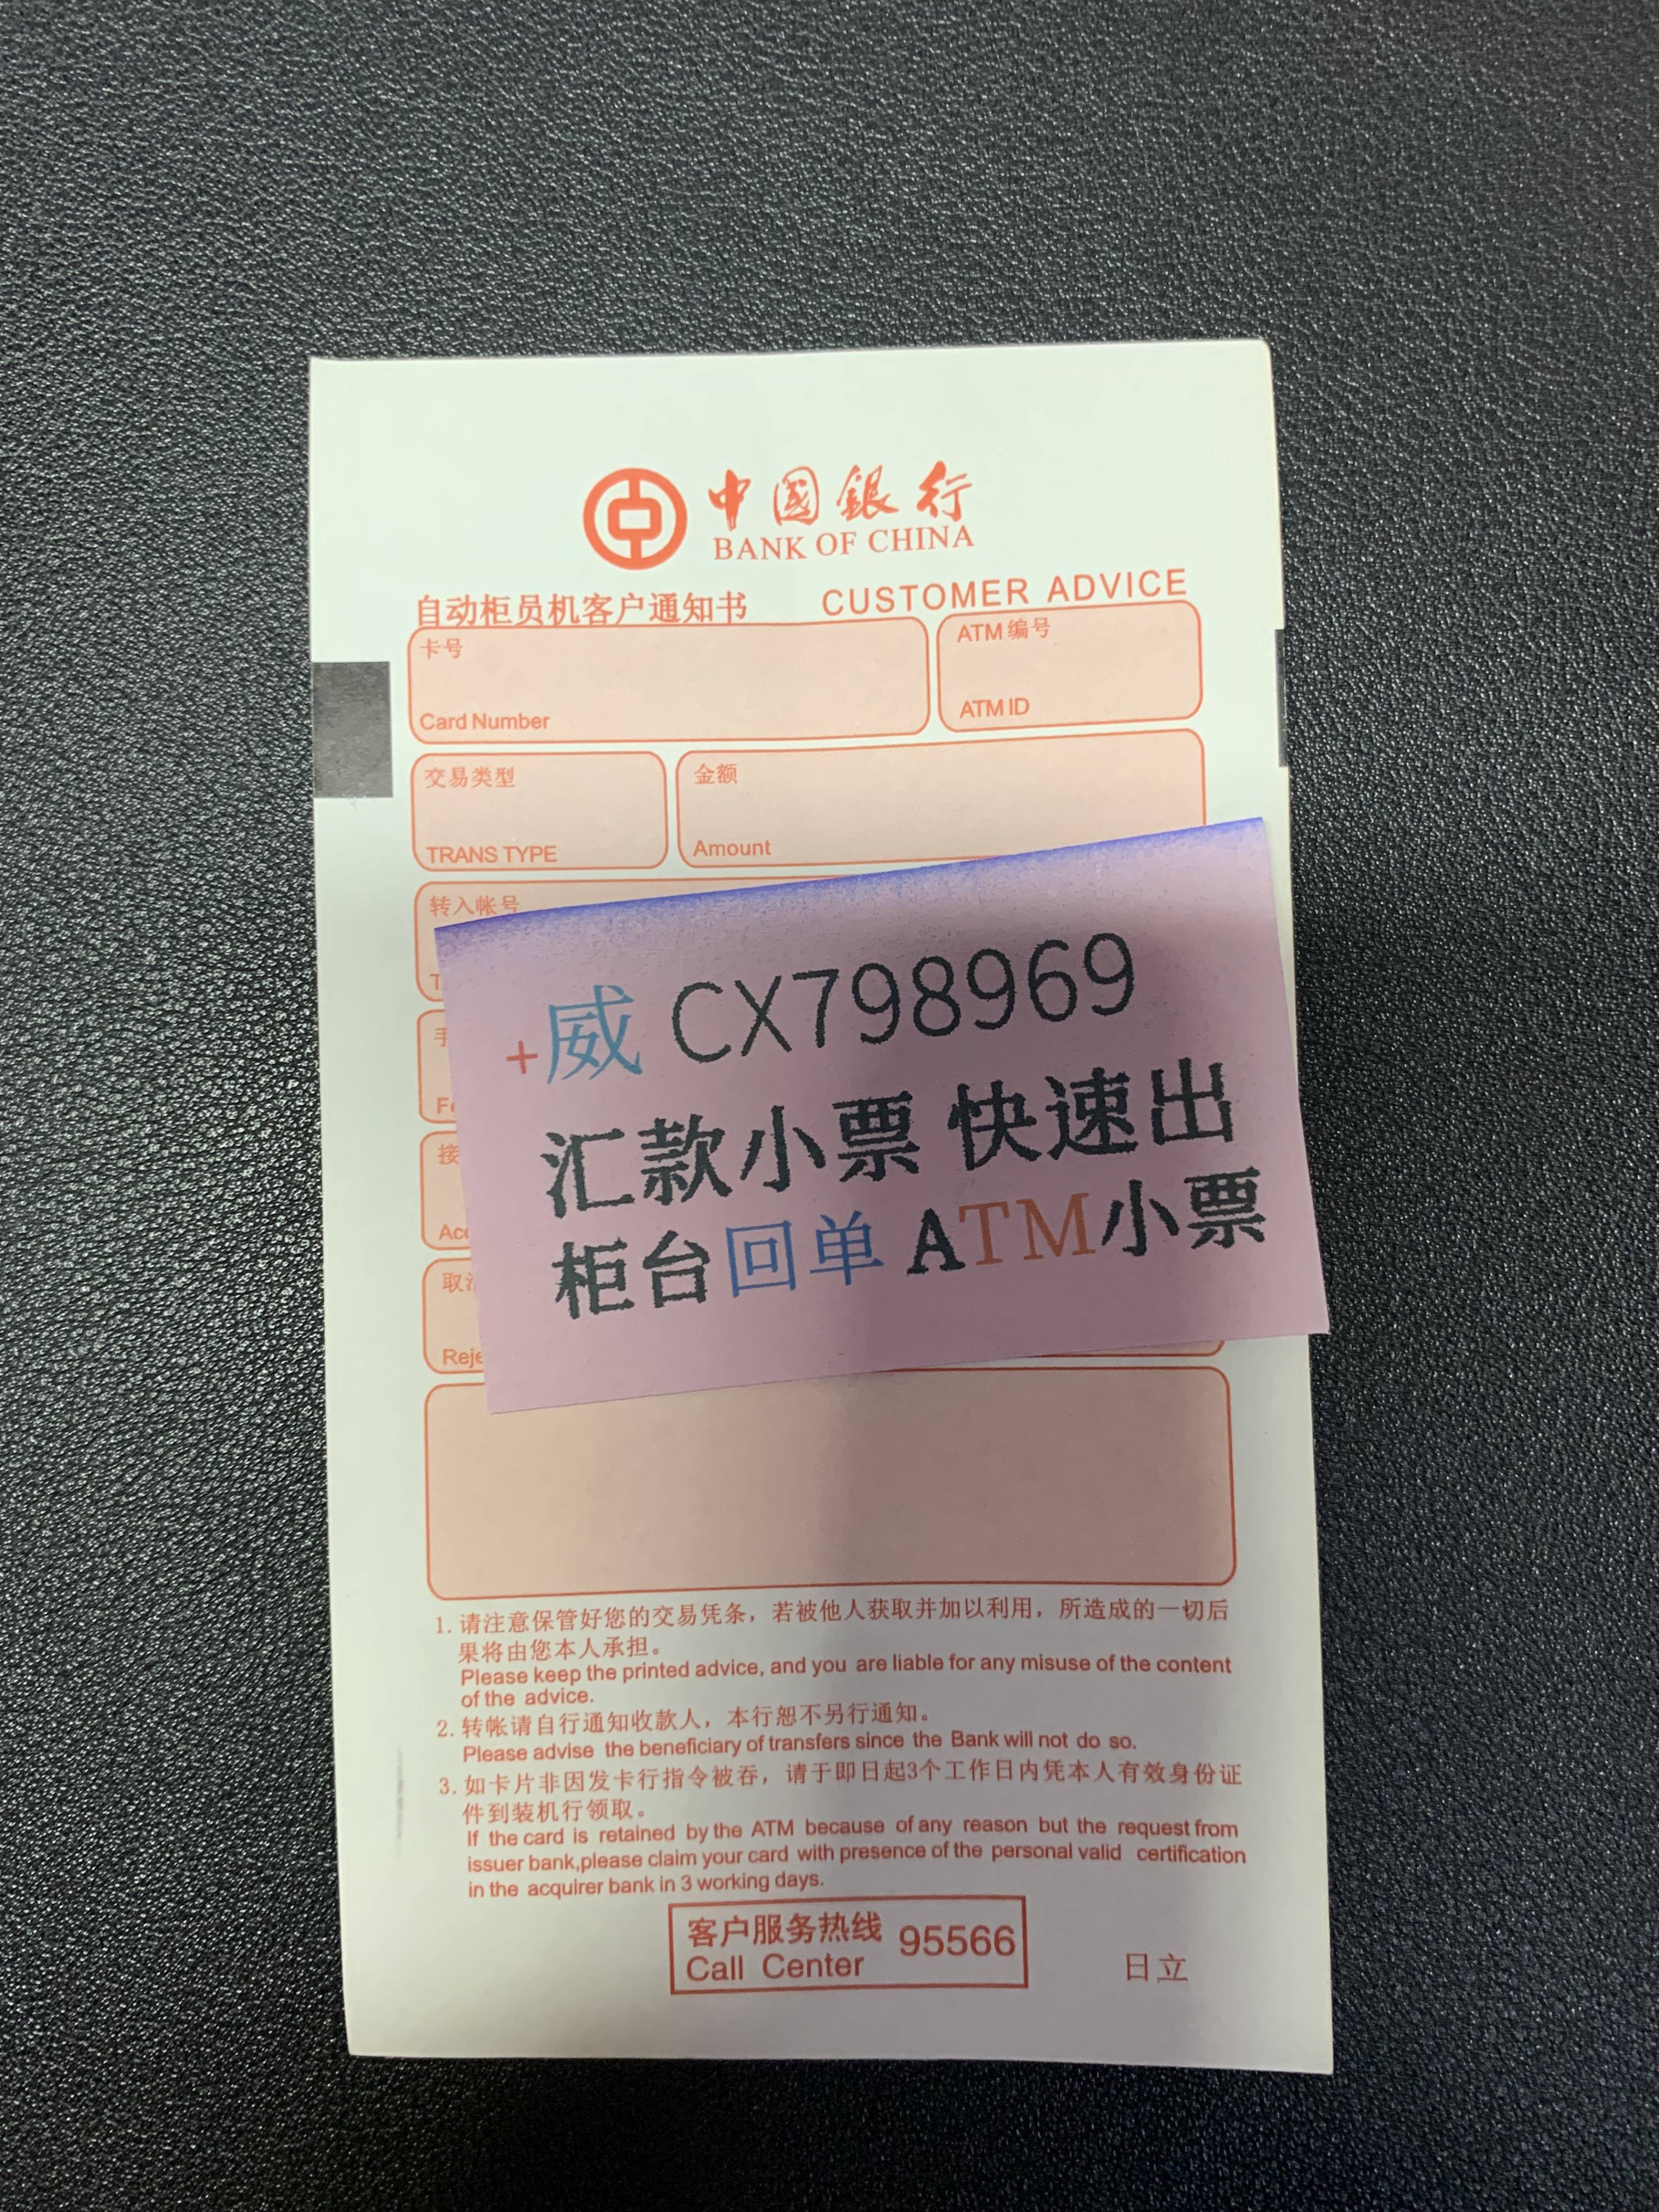 中國銀行
BANK OF CHINA
自动柜员机客户通知书 CUSTOMER ADVICE
卡号
Card Number
ATM 编号
ATM ID
交易类型
TRANS TYPE
金额
Amount
转入帐号
+威 CX798969
汇款小票 快速出
柜台回单 ATM小票
1. 请注意保管好您的交易凭条，若被他人获取并加以利用，所造成的一切后
果将由您本人承担。
Please keep the printed advice, and you are liable for any misuse of the content
of the advice.
2. 转帐请自行通知收款人，本行恕不另行通知。
Please advise the beneficiary of transfers since the Bank will not do so.
3. 如卡片非因发卡行指令被吞，请于即日起3个工作日内凭本人有效身份证
件到装机行领取。
If the card is retained by the ATM because of any reason but the request from
issuer bank,please claim your card with presence of the personal valid certification
in the acquirer bank in 3 working days.
客户服务热线 95566
Call Center
日立